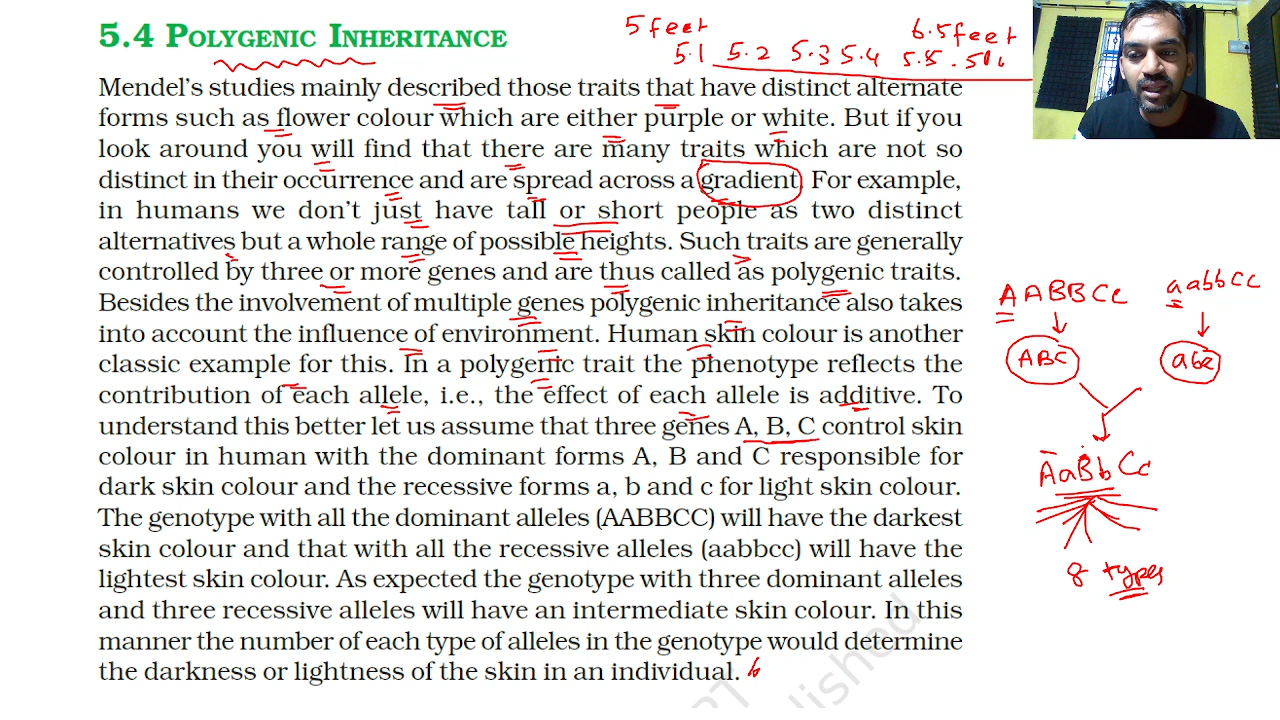 5.4 POLYGENIC INHERITANCE
5 feet 6.5 feet
5.1 5.2 5.3 5.4 5.5.
Mendel's studies mainly described those traits that have distinct alternate
forms such as flower colour which are either purple or white. But if you
look around you will find that there are many traits which are not so
distinct in their occurrence and are spread across a gradient. For example,
in humans we don't just have tall or short people as two distinct
alternatives but a whole range of possible heights. Such traits are generally
controlled by three or more genes and are thus called as polygenic traits.
Besides the involvement of multiple genes polygenic inheritance also takes
into account the influence of environment. Human skin colour is another
classic example for this. In a polygenic trait the phenotype reflects the
contribution of each allele, i.e., the effect of each allele is additive. To
understand this better let us assume that three genes A, B, C control skin
colour in human with the dominant forms A, B and C responsible for
dark skin colour and the recessive forms a, b and c for light skin colour.
The genotype with all the dominant alleles (AABBCC) will have the darkest
skin colour and that with all the recessive alleles (aabbcc) will have the
lightest skin colour. As expected the genotype with three dominant alleles
and three recessive alleles will have an intermediate skin colour. In this
manner the number of each type of alleles in the genotype would determine
the darkness or lightness of the skin in an individual.
AABBCC aabbcc
ABC abc
AaBbCc
8 types